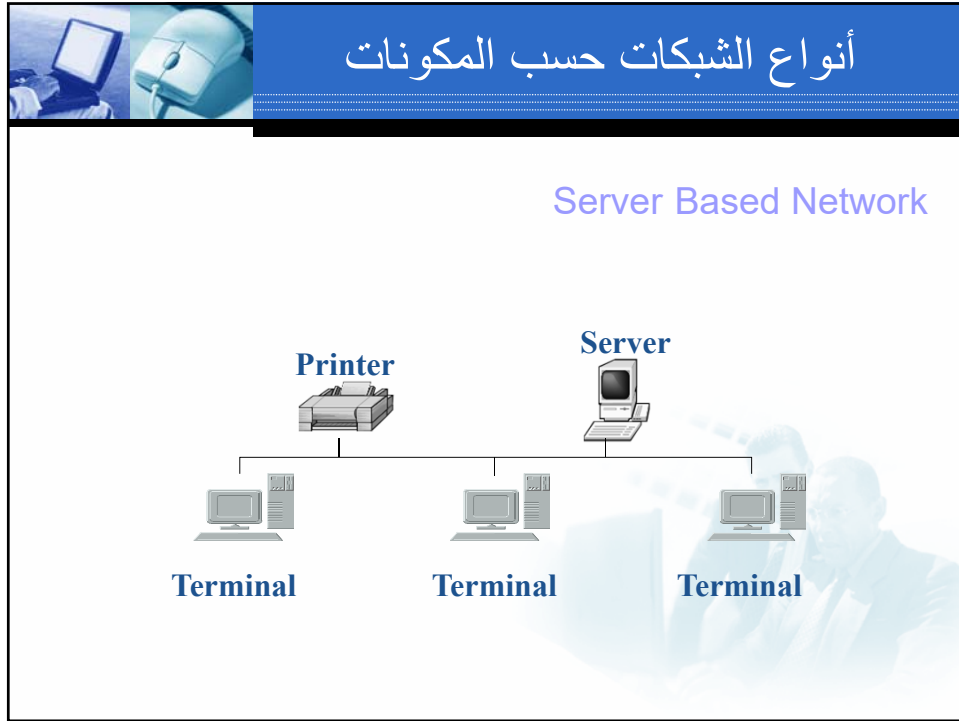 أنواع الشبكات حسب المكونات
Server Based Network
Printer
Server
Terminal
Terminal
Terminal